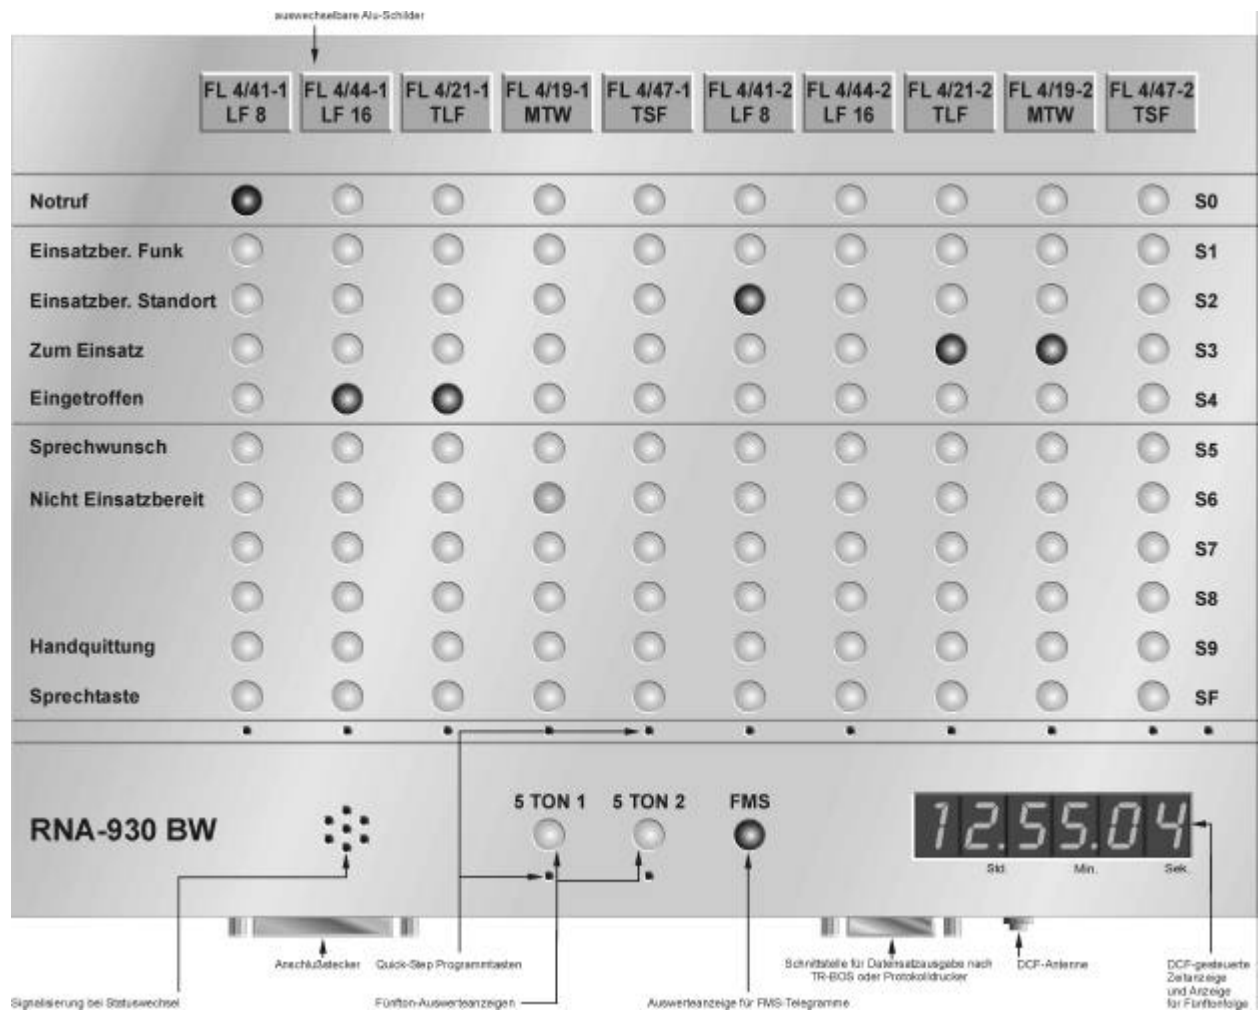 auswechselbare Alu-Schilder
FL 4/41-1 FL 4/44-1 FL 4/21-1 FL 4/19-1 FL 4/47-1 FL 4/41-2 FL 4/44-2 FL 4/21-2 FL 4/19-2 FL 4/47-2
LF 8 LF 16 TLF MTW TSF LF 8 LF 16 TLF MTW TSF
Notruf S0
Einsatzber. Funk S1
Einsatzber. Standort S2
Zum Einsatz S3
Eingetroffen S4
Sprechwunsch S5
Nicht Einsatzbereit S6
S7
S8
Handquittung S9
Sprechtaste SF
5 TON 1 5 TON 2 FMS
RNA-930 BW
12.55.04
Std. Min. Sek.
Anschlußstecker
Quick-Step Programmtasten
Schnittstelle für Datensatzausgabe nach
TR-BOS oder Protokolldrucker
DCF-Antenne
DCF-gesteuerte
Zeitanzeige
und Anzeige
for Fünftonfolge
Signalisierung bei Statuswechsel
Fünfton-Auswerteanzeigen
Auswerteanzeige für FMS-Telegramme